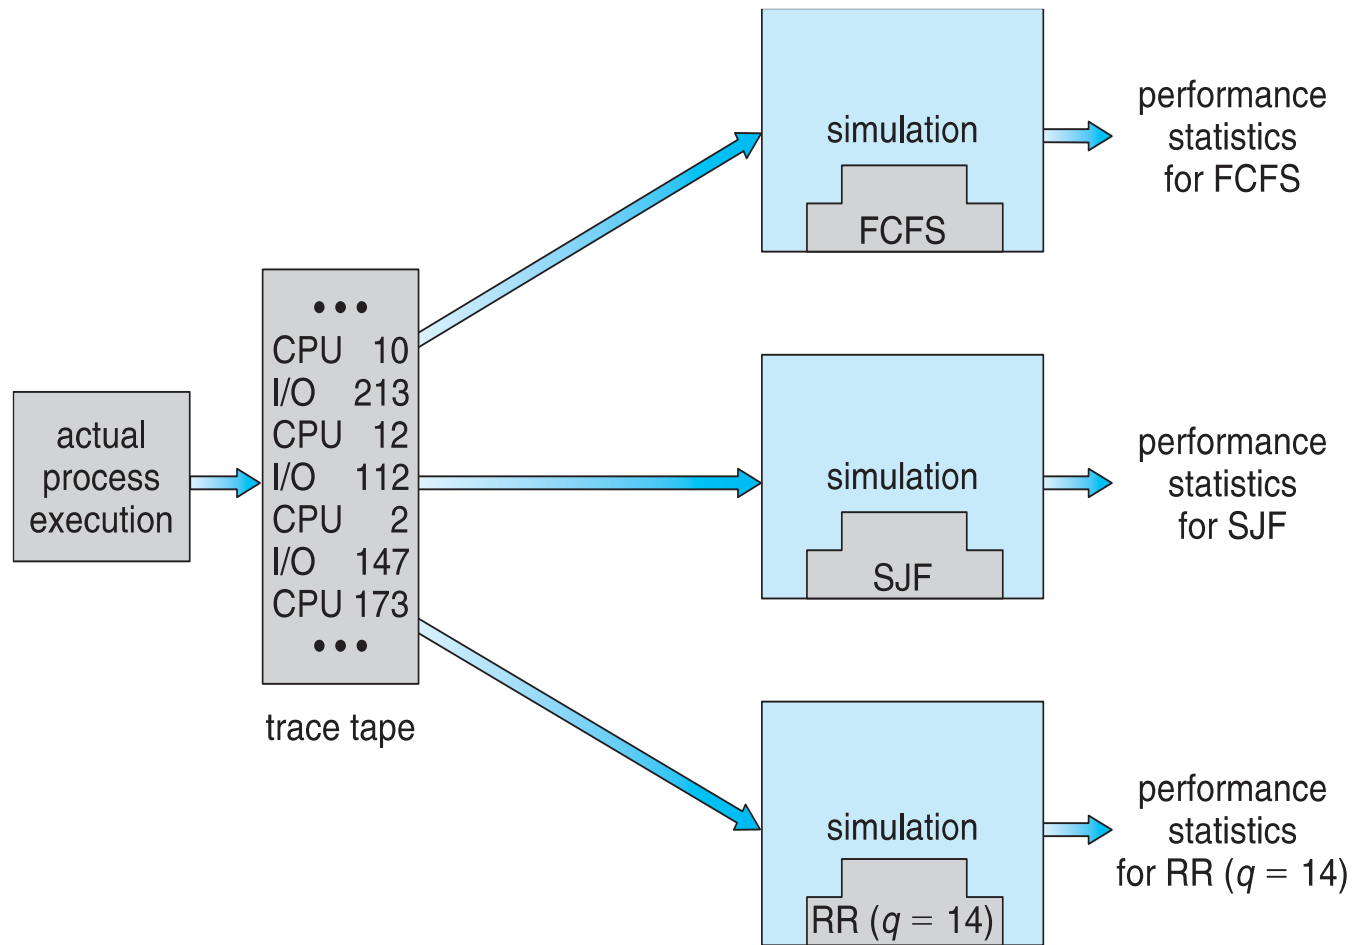 actual
process
execution
• • •
CPU 10
I/O 213
CPU 12
I/O 112
CPU 2
I/O 147
CPU 173
• • •
trace tape
simulation
FCFS
performance
statistics
for FCFS
simulation
SJF
performance
statistics
for SJF
simulation
RR (q = 14)
performance
statistics
for RR (q = 14)